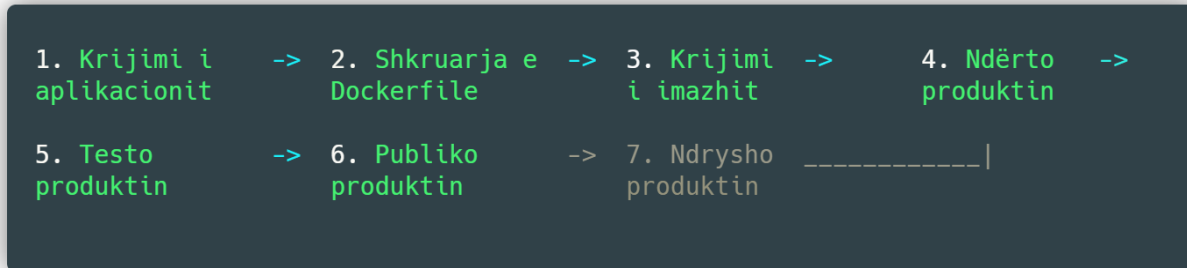 1. Krijimi i -> 2. Shkruarja e -> 3. Krijimi -> 4. Ndërto ->
aplikacionit Dockerfile i imazhit produktin
5. Testo -> 6. Publiko -> 7. Ndrysho ____________|
produktin produktin produktin